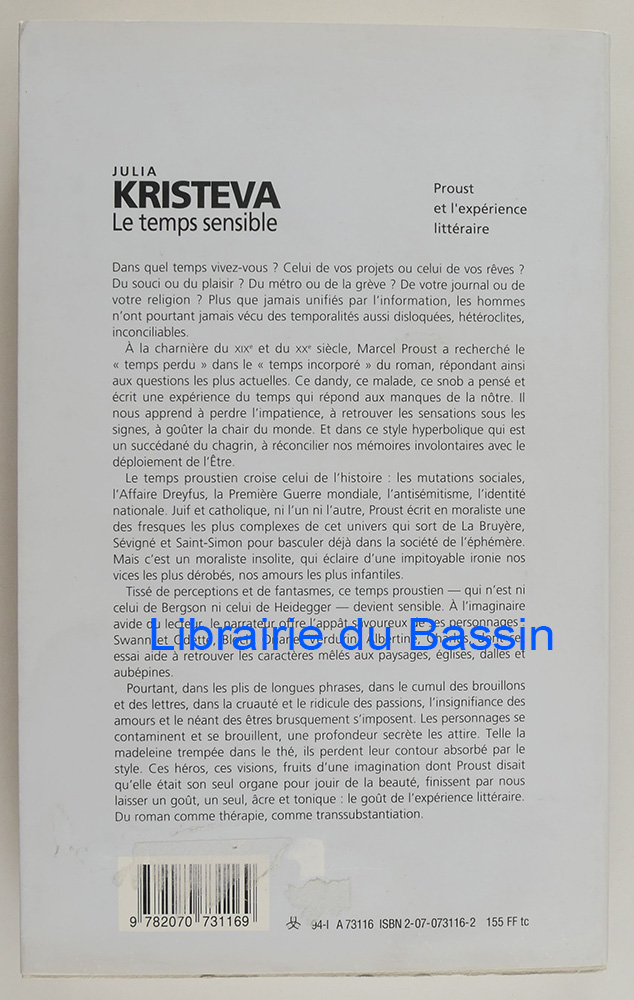 JULIA
KRISTEVA
Le temps sensible
Proust
et l'expérience
littéraire
Dans quel temps vivez-vous ? Celui de vos projets ou celui de vos rêves ?
Du souci ou du plaisir ? Du métro ou de la grève ? De votre journal ou de
votre religion ? Plus que jamais unifiés par l'information, les hommes
n'ont pourtant jamais vécu des temporalités aussi disloquées, hétéroclites,
inconciliables.
À la charnière du XIXe et du XXe siècle, Marcel Proust a recherché le
« temps perdu » dans le « temps incorporé » du roman, répondant ainsi
aux questions les plus actuelles. Ce dandy, ce malade, ce snob a pensé et
écrit une expérience du temps qui répond aux manques de la nôtre. Il
nous apprend à perdre l'impatience, à retrouver les sensations sous les
signes, à goûter la chair du monde. Et dans ce style hyperbolique qui est
un succédané du chagrin, à réconcilier nos mémoires involontaires avec le
déploiement de l'Être.
Le temps proustien croise celui de l'histoire : les mutations sociales,
l'Affaire Dreyfus, la Première Guerre mondiale, l'antisémitisme, l'identité
nationale. Juif et catholique, ni l'un ni l'autre, Proust écrit en moraliste une
des fresques les plus complexes de cet univers qui sort de La Bruyère,
Sévigné et Saint-Simon pour basculer déjà dans la société de l'éphémère.
Mais c'est un moraliste insolite, qui éclaire d'une impitoyable ironie nos
vices les plus dérobés, nos amours les plus infantiles.
Tissé de perceptions et de fantasmes, ce temps proustien — qui n'est ni
celui de Bergson ni celui de Heidegger — devient sensible. À l'imaginaire
avide du lecteur, le narrateur offre l'appât savoureux de ses personnages :
Swann et Odette, Bloch, Oriane, Verdurin, Albertine, Charlus, dont cet
essai aide à retrouver les caractères mêlés aux paysages, églises, dalles et
aubépines.
Librairie du Bassin
Pourtant, dans les plis de longues phrases, dans le cumul des brouillons
et des lettres, dans la cruauté et le ridicule des passions, l'insignifiance des
amours et le néant des êtres brusquement s'imposent. Les personnages se
contaminent et se brouillent, une profondeur secrète les attire. Telle la
madeleine trempée dans le thé, ils perdent leur contour absorbé par le
style. Ces héros, ces visions, fruits d'une imagination dont Proust disait
qu'elle était son seul organe pour jouir de la beauté, finissent par nous
laisser un goût, un seul, âcre et tonique : le goût de l'expérience littéraire.
Du roman comme thérapie, comme transsubstantiation.
9 782070 731169
94-I A 73116 ISBN 2-07-073116-2 155 FF tc